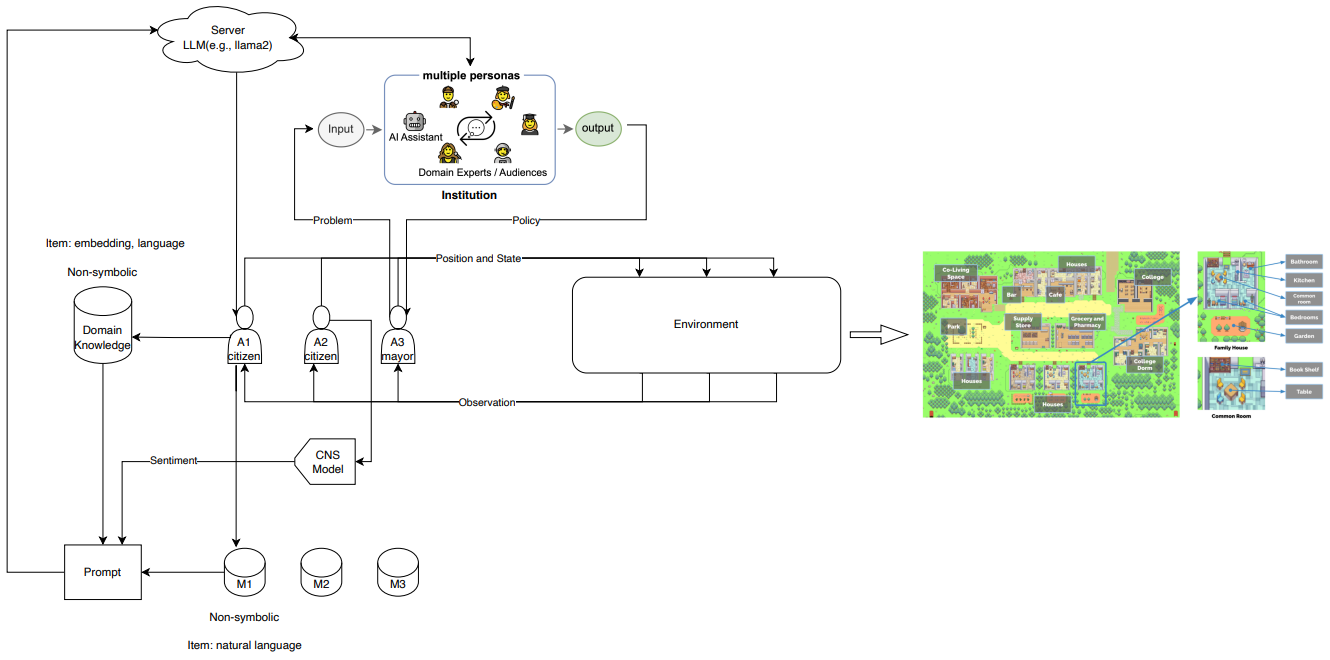 Server
LLM(e.g., llama2)
multiple personas
Input
AI Assistant
output
Domain Experts / Audiences
Institution
Problem
Policy
Item: embedding, language
Position and State
Non-symbolic
Domain
Knowledge
A1
citizen
A2
citizen
A3
mayor
Environment
Observation
Sentiment
CNS
Model
Prompt
M1
M2
M3
Non-symbolic
Item: natural language
Co-Living
Space
Houses
College
Bar
Cafe
Park
Supply
Store
Grocery and
Pharmacy
College
Dorm
Houses
Houses
Bathroom
Kitchen
Common
room
Bedrooms
Garden
Family House
Book Shelf
Table
Common Room